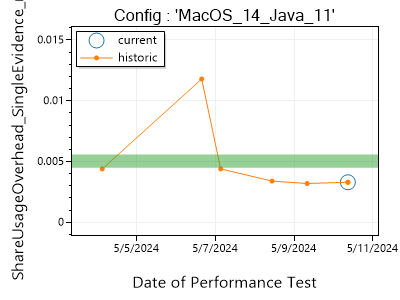 Config : 'MacOS_14_Java_11'
ShareUsageOverhead_SingleEvidence_
current
historic
0.015
0.01
0.005
0
5/5/2024 5/7/2024 5/9/2024 5/11/2024
Date of Performance Test